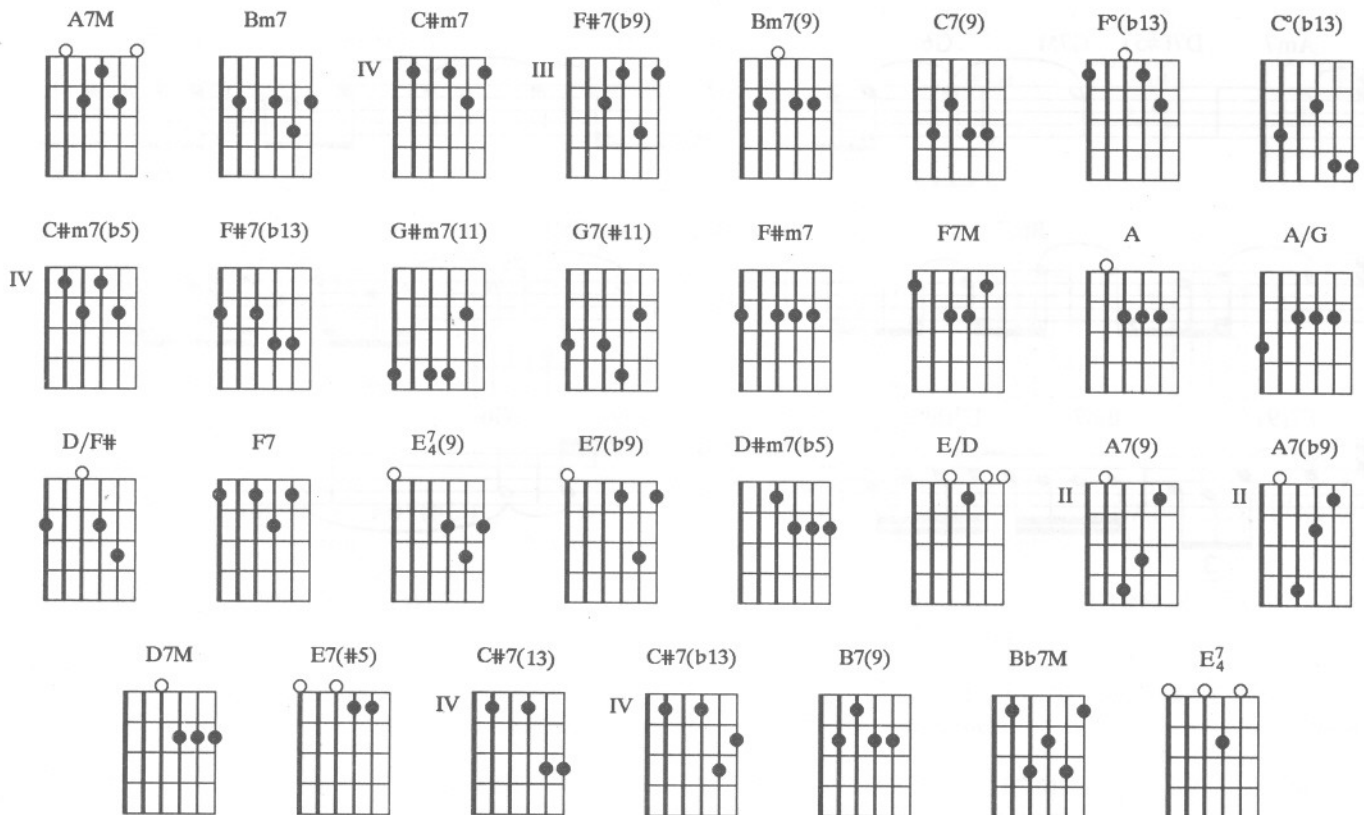 A7M Bm7 C#m7 F#7(b9) Bm7(9) C7(9) F°(b13) C°(b13)
IV III
C#m7(b5) F#7(b13) G#m7(11) G7(#11) F#m7 F7M A A/G
IV
D/F# F7 E7/4(9) E7(b9) D#m7(b5) E/D A7(9) A7(b9)
II II
D7M E7(#5) C#7(13) C#7(b13) B7(9) Bb7M E7/4
IV IV